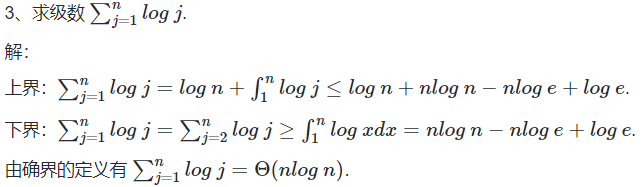 3、求级数 $\sum_{j=1}^{n} log\, j$.
解：
上界：$\sum_{j=1}^{n} log\, j = log\, n + \int_{1}^{n} log\, j \leq log\, n + nlog\, n - nlog\, e + log\, e$.
下界：$\sum_{j=1}^{n} log\, j = \sum_{j=2}^{n} log\, j \geq \int_{1}^{n} log\, xdx = nlog\, n - nlog\, e + log\, e$.
由确界的定义有 $\sum_{j=1}^{n} log\, j = \Theta(nlog\, n)$.